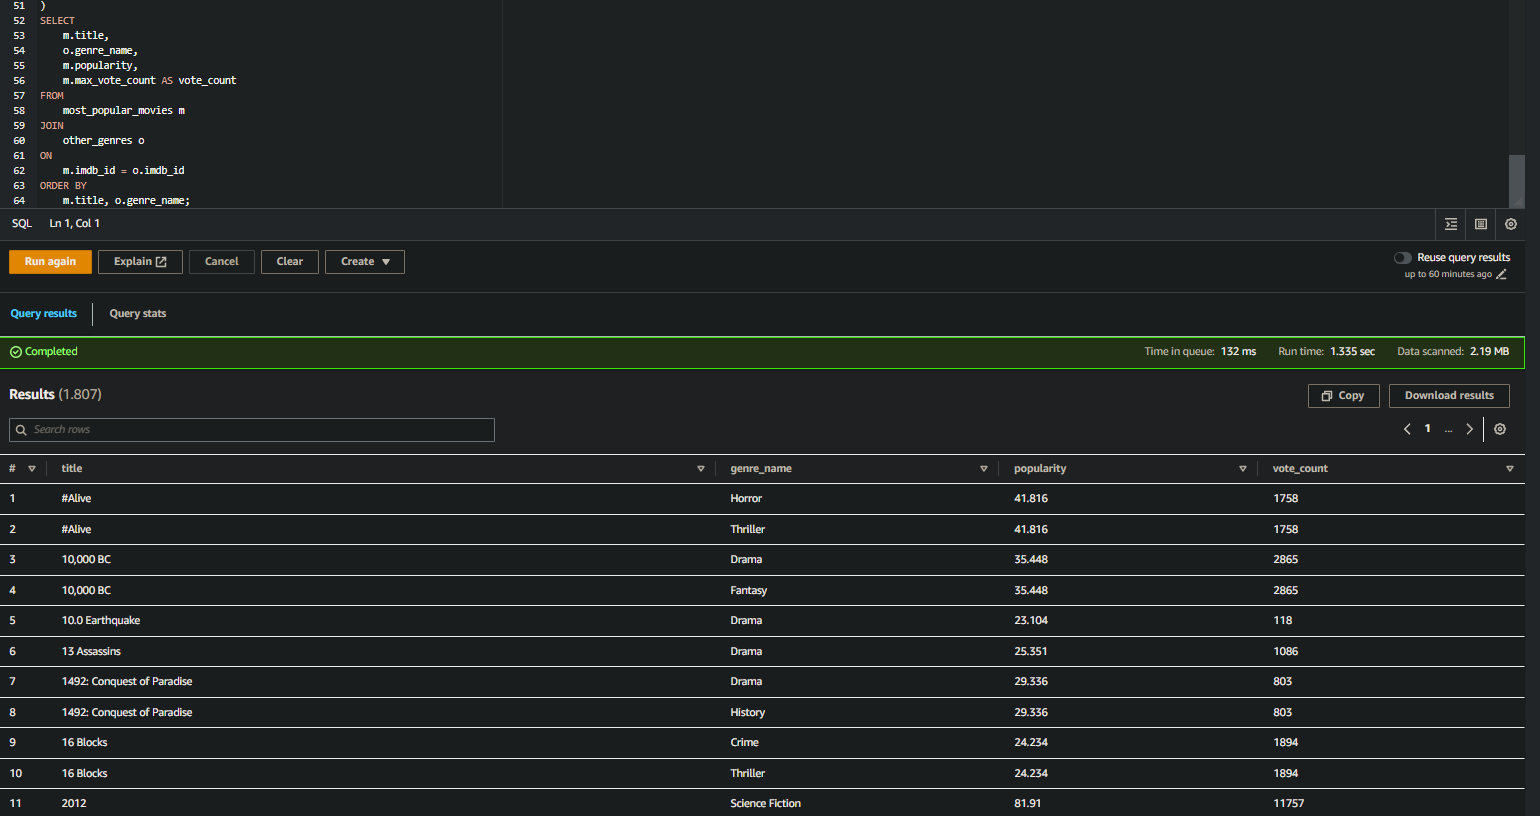 51 )
52 SELECT
53 m.title,
54 o.genre_name,
55 m.popularity,
56 m.max_vote_count AS vote_count
57 FROM
58 most_popular_movies m
59 JOIN
60 other_genres o
61 ON
62 m.imdb_id = o.imdb_id
63 ORDER BY
64 m.title, o.genre_name;
SQL Ln 1, Col 1
Run again Explain Cancel Clear Create Reuse query results
up to 60 minutes ago
Query results Query stats
Completed Time in queue: 132 ms Run time: 1.335 sec Data scanned: 2.19 MB
Results (1.807) Copy Download results
Search rows 1 ...
# title genre_name popularity vote_count
1 #Alive Horror 41.816 1758
2 #Alive Thriller 41.816 1758
3 10,000 BC Drama 35.448 2865
4 10,000 BC Fantasy 35.448 2865
5 10.0 Earthquake Drama 23.104 118
6 13 Assassins Drama 25.351 1086
7 1492: Conquest of Paradise Drama 29.336 803
8 1492: Conquest of Paradise History 29.336 803
9 16 Blocks Crime 24.234 1894
10 16 Blocks Thriller 24.234 1894
11 2012 Science Fiction 81.91 11757